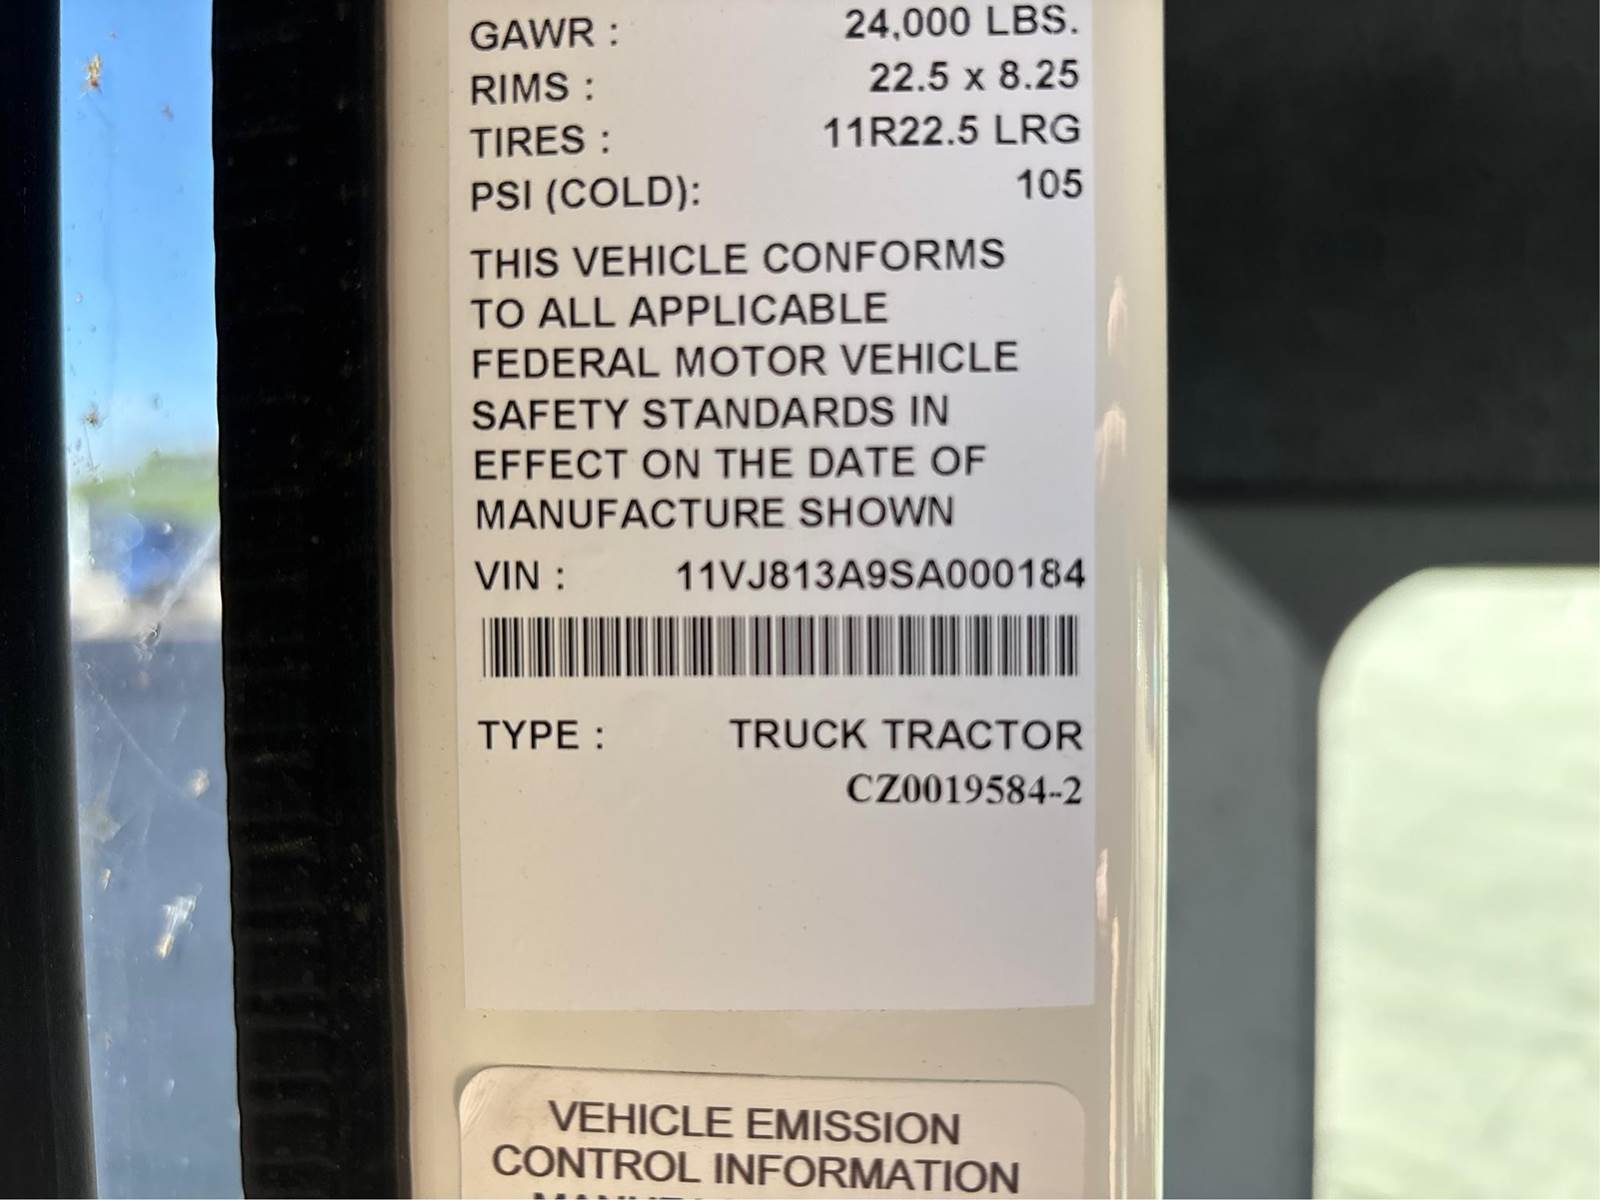 GAWR : 24,000 LBS.
RIMS : 22.5 x 8.25
TIRES : 11R22.5 LRG
PSI (COLD): 105
THIS VEHICLE CONFORMS
TO ALL APPLICABLE
FEDERAL MOTOR VEHICLE
SAFETY STANDARDS IN
EFFECT ON THE DATE OF
MANUFACTURE SHOWN
VIN : 11VJ813A9SA000184
TYPE : TRUCK TRACTOR
CZ0019584-2
VEHICLE EMISSION
CONTROL INFORMATION